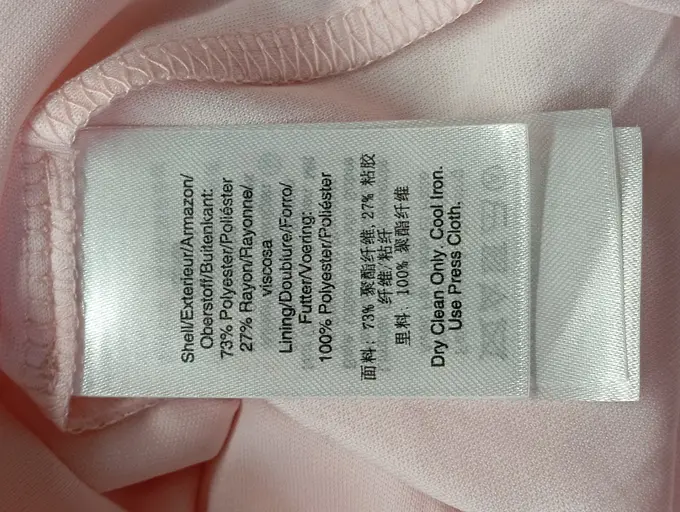 Shell/Exterieur/Armazon/
Oberstoff/Buitenkant:
73% Polyester/Poliéster
27% Rayon/Rayonne/
viscosa
Lining/Doublure/Forro/
Futter/Voering:
100% Polyester/Poliéster
面料: 73% 聚酯纤维, 27% 粘胶
纤维/粘纤
里料 100% 聚酯纤维
Dry Clean Only. Cool Iron.
Use Press Cloth.